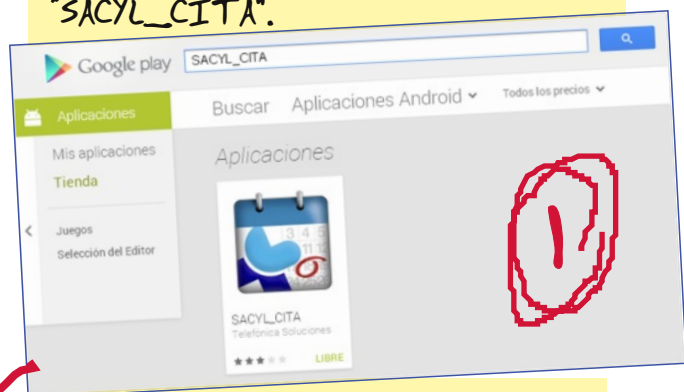 "SACYL_CITA".
Google play SACYL_CITA
Aplicaciones Buscar Aplicaciones Android Todos los precios
Mis aplicaciones
Tienda
Juegos
Selección del Editor
Aplicaciones
SACYL_CITA
Telefónica Soluciones
LIBRE
1